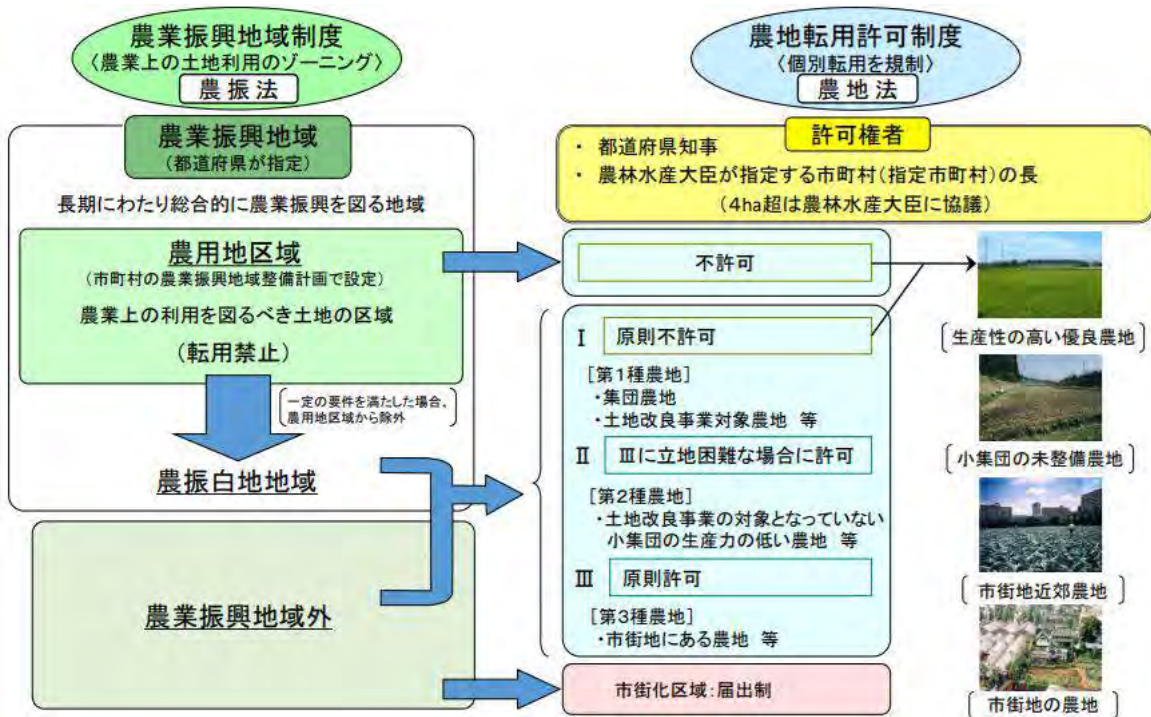 農業振興地域制度
〈農業上の土地利用のゾーニング〉
農振法
農業振興地域
(都道府県が指定)
長期にわたり総合的に農業振興を図る地域
農用地区域
(市町村の農業振興地域整備計画で設定)
農業上の利用を図るべき土地の区域
(転用禁止)
一定の要件を満たした場合、
農用地区域から除外
農振白地地域
農業振興地域外
農地転用許可制度
〈個別転用を規制〉
農地法
許可権者
・ 都道府県知事
・ 農林水産大臣が指定する市町村(指定市町村)の長
(4ha超は農林水産大臣に協議)
不許可
Ⅰ 原則不許可
[第1種農地]
・集団農地
・土地改良事業対象農地 等
Ⅱ Ⅲに立地困難な場合に許可
[第2種農地]
・土地改良事業の対象となっていない
小集団の生産力の低い農地 等
Ⅲ 原則許可
[第3種農地]
・市街地にある農地 等
市街化区域:届出制
生産性の高い優良農地
小集団の未整備農地
市街地近郊農地
市街地の農地